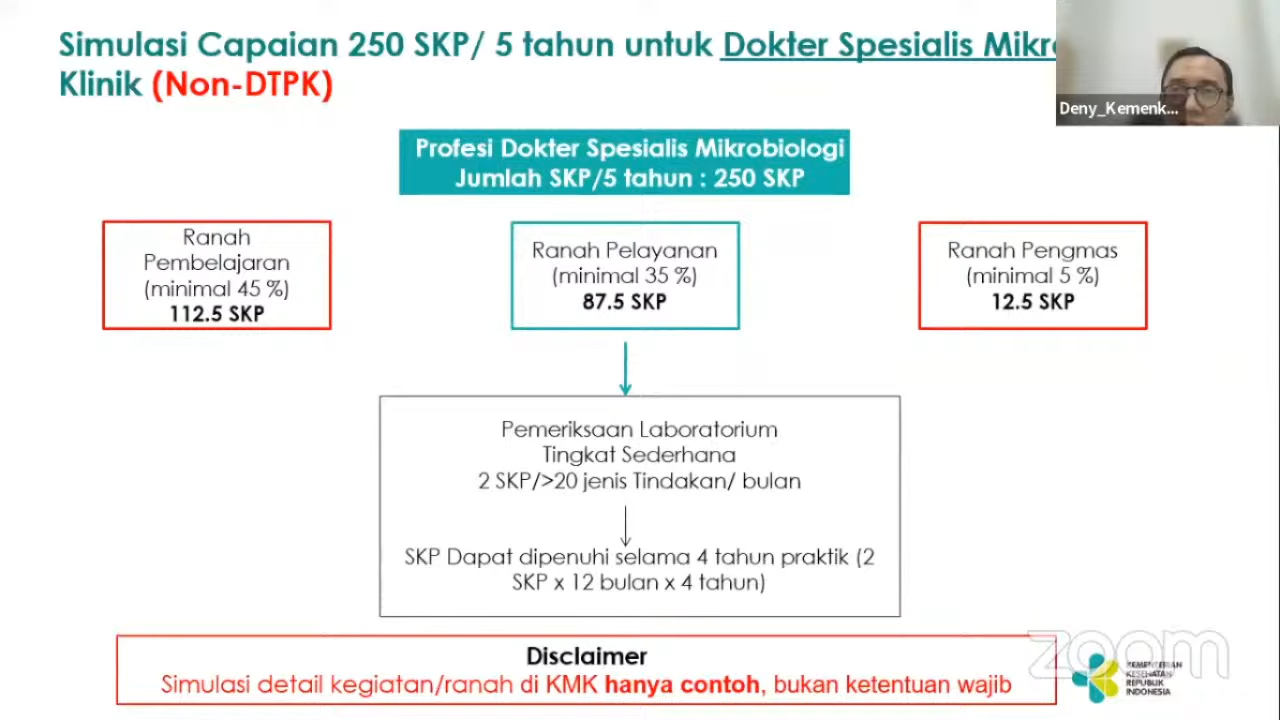 Simulasi Capaian 250 SKP/ 5 tahun untuk Dokter Spesialis
Klinik (Non-DTPK)
Deny_Kemenk...
Profesi Dokter Spesialis Mikrobiologi
Jumlah SKP/5 tahun : 250 SKP
Ranah
Pembelajaran
(minimal 45 %)
112.5 SKP
Ranah Pelayanan
(minimal 35 %)
87.5 SKP
Ranah Pengmas
(minimal 5 %)
12.5 SKP
Pemeriksaan Laboratorium
Tingkat Sederhana
2 SKP/>20 jenis Tindakan/ bulan
SKP Dapat dipenuhi selama 4 tahun praktik (2
SKP x 12 bulan x 4 tahun)
Disclaimer
Simulasi detail kegiatan ranah di KMK hanya contoh, bukan ketentuan wajib
zoom
KEMENTERIAN
KESEHATAN
REPUBLIK
INDONESIA